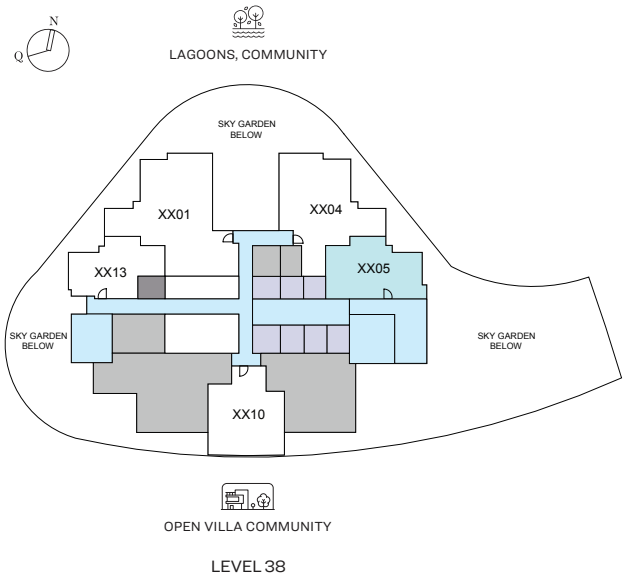 N
Q
LAGOONS, COMMUNITY
SKY GARDEN
BELOW
XX01
XX04
XX13
XX05
SKY GARDEN
BELOW
SKY GARDEN
BELOW
XX10
OPEN VILLA COMMUNITY
LEVEL 38